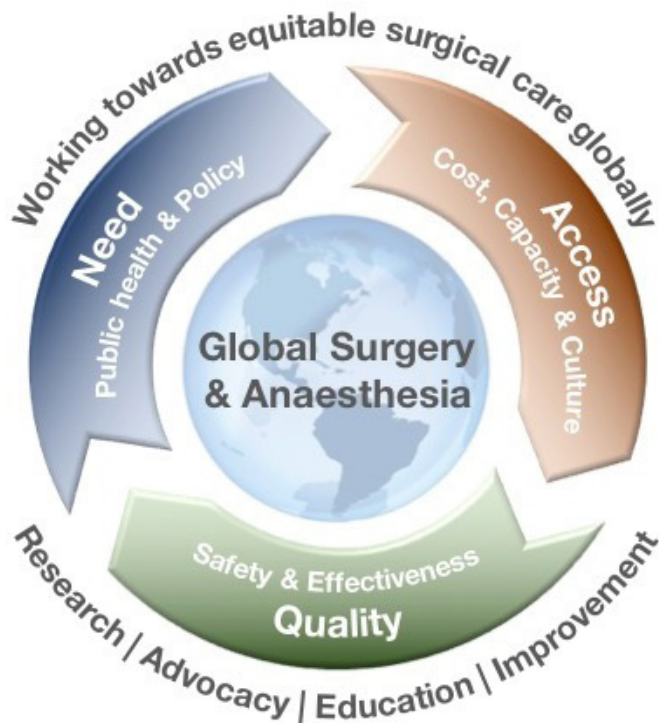 Working towards equitable surgical care globally
Need
Public health & Policy
Access
Cost, Capacity & Culture
Global Surgery
& Anaesthesia
Safety & Effectiveness
Quality
Research | Advocacy | Education | Improvement